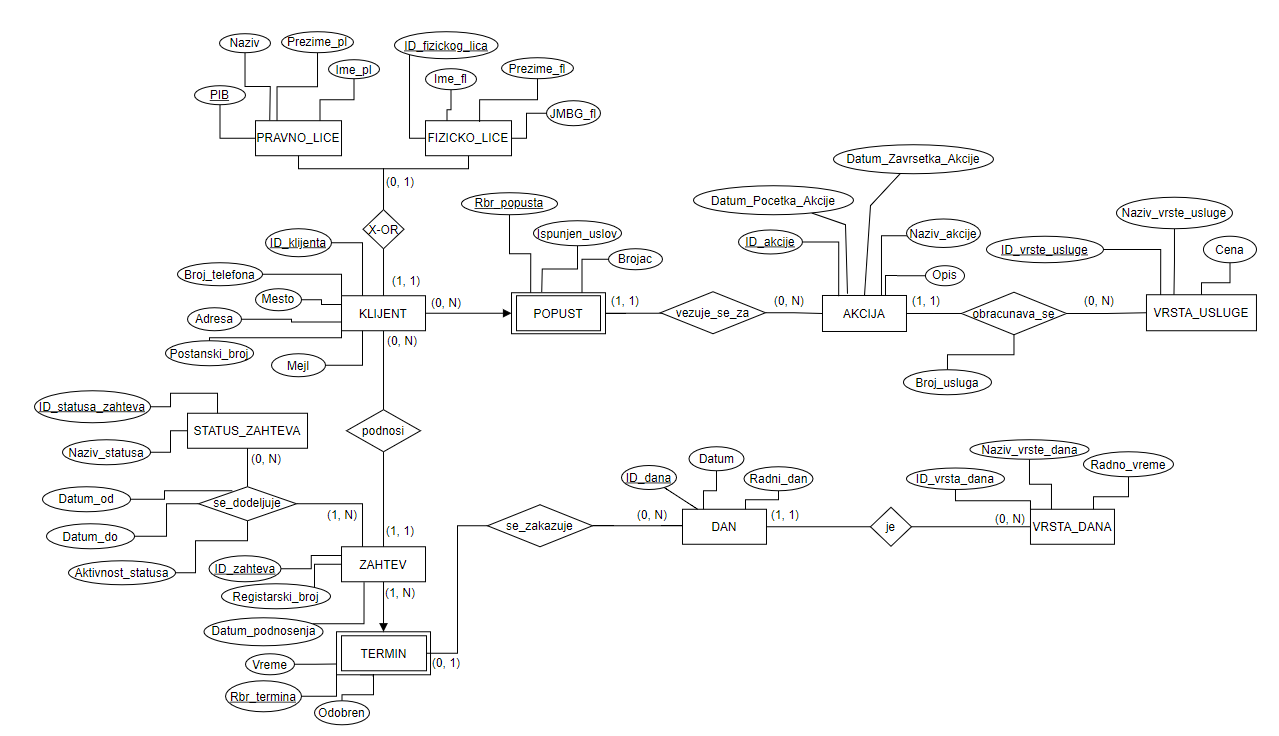 Naziv
Prezime_pl
ID_fizickog_lica
Ime_pl
Ime_fl
Prezime_fl
PIB
JMBG_fl
PRAVNO_LICE
FIZICKO_LICE
(0, 1)
X-OR
ID_klijenta
Rbr_popusta
Ispunjen_uslov
Brojac
Datum_Zavrsetka_Akcije
Datum_Pocetka_Akcije
ID_akcije
Naziv_akcije
Opis
Naziv_vrste_usluge
ID_vrste_usluge
Cena
Broj_telefona
(1, 1)
Mesto
Adresa
KLIJENT
(0, N)
POPUST
(1, 1)
vezuje_se_za
(0, N)
AKCIJA
(1, 1)
obracunava_se
(0, N)
VRSTA_USLUGE
Postanski_broj
(0, N)
Mejl
Broj_usluga
ID_statusa_zahteva
STATUS_ZAHTEVA
podnosi
Naziv_statusa
(0, N)
Datum_od
se_dodeljuje
(1, N)
Datum_do
(1, 1)
Aktivnost_statusa
ID_zahteva
ZAHTEV
Registarski_broj
(1, N)
Datum_podnosenja
Datum
ID_dana
Radni_dan
Naziv_vrste_dana
Radno_vreme
ID_vrsta_dana
se_zakazuje
(0, N)
DAN
(1, 1)
je
(0, N)
VRSTA_DANA
TERMIN
(0, 1)
Vreme
Rbr_termina
Odobren